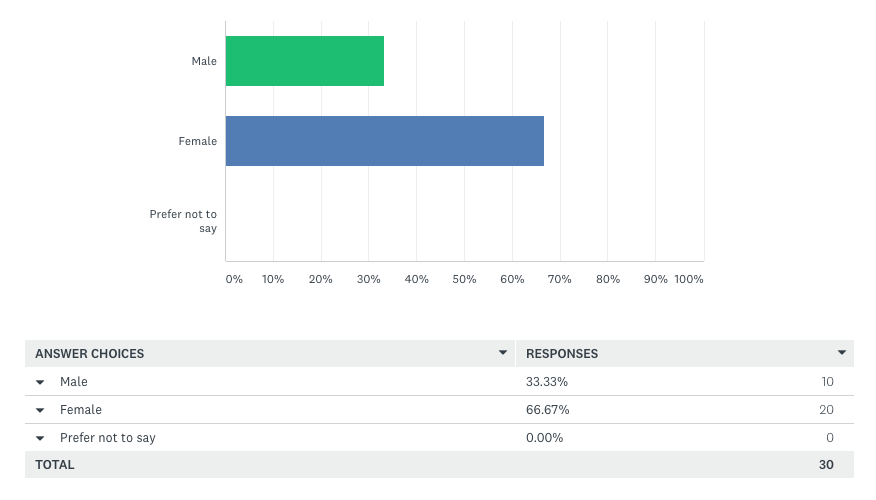 Male
Female
Prefer not to
say
0% 10% 20% 30% 40% 50% 60% 70% 80% 90% 100%
ANSWER CHOICES RESPONSES
Male 33.33% 10
Female 66.67% 20
Prefer not to say 0.00% 0
TOTAL 30